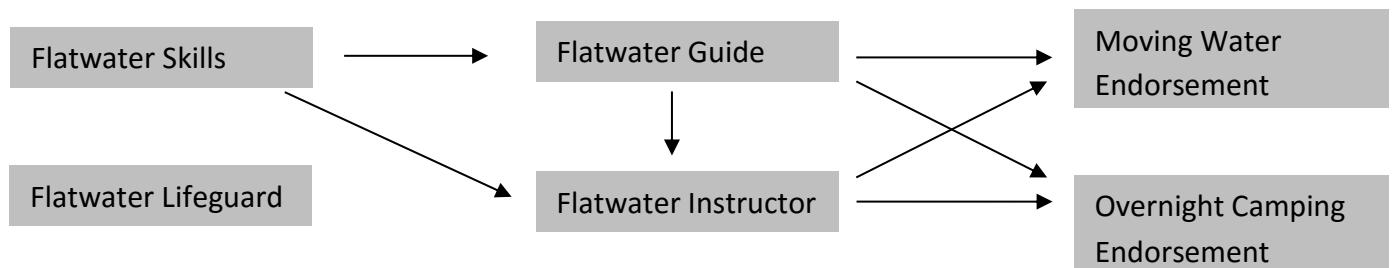 Flatwater Skills
Flatwater Guide
Moving Water
Endorsement
Flatwater Lifeguard
Flatwater Instructor
Overnight Camping
Endorsement